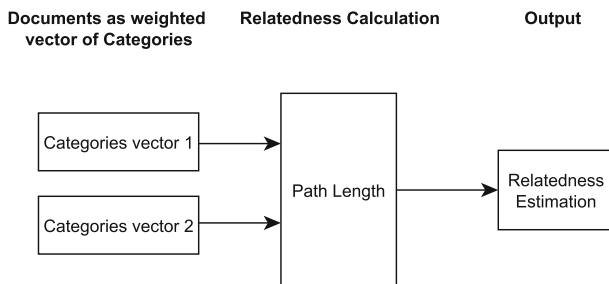 Documents as weighted
vector of Categories
Relatedness Calculation
Output
Categories vector 1
Categories vector 2
Path Length
Relatedness
Estimation